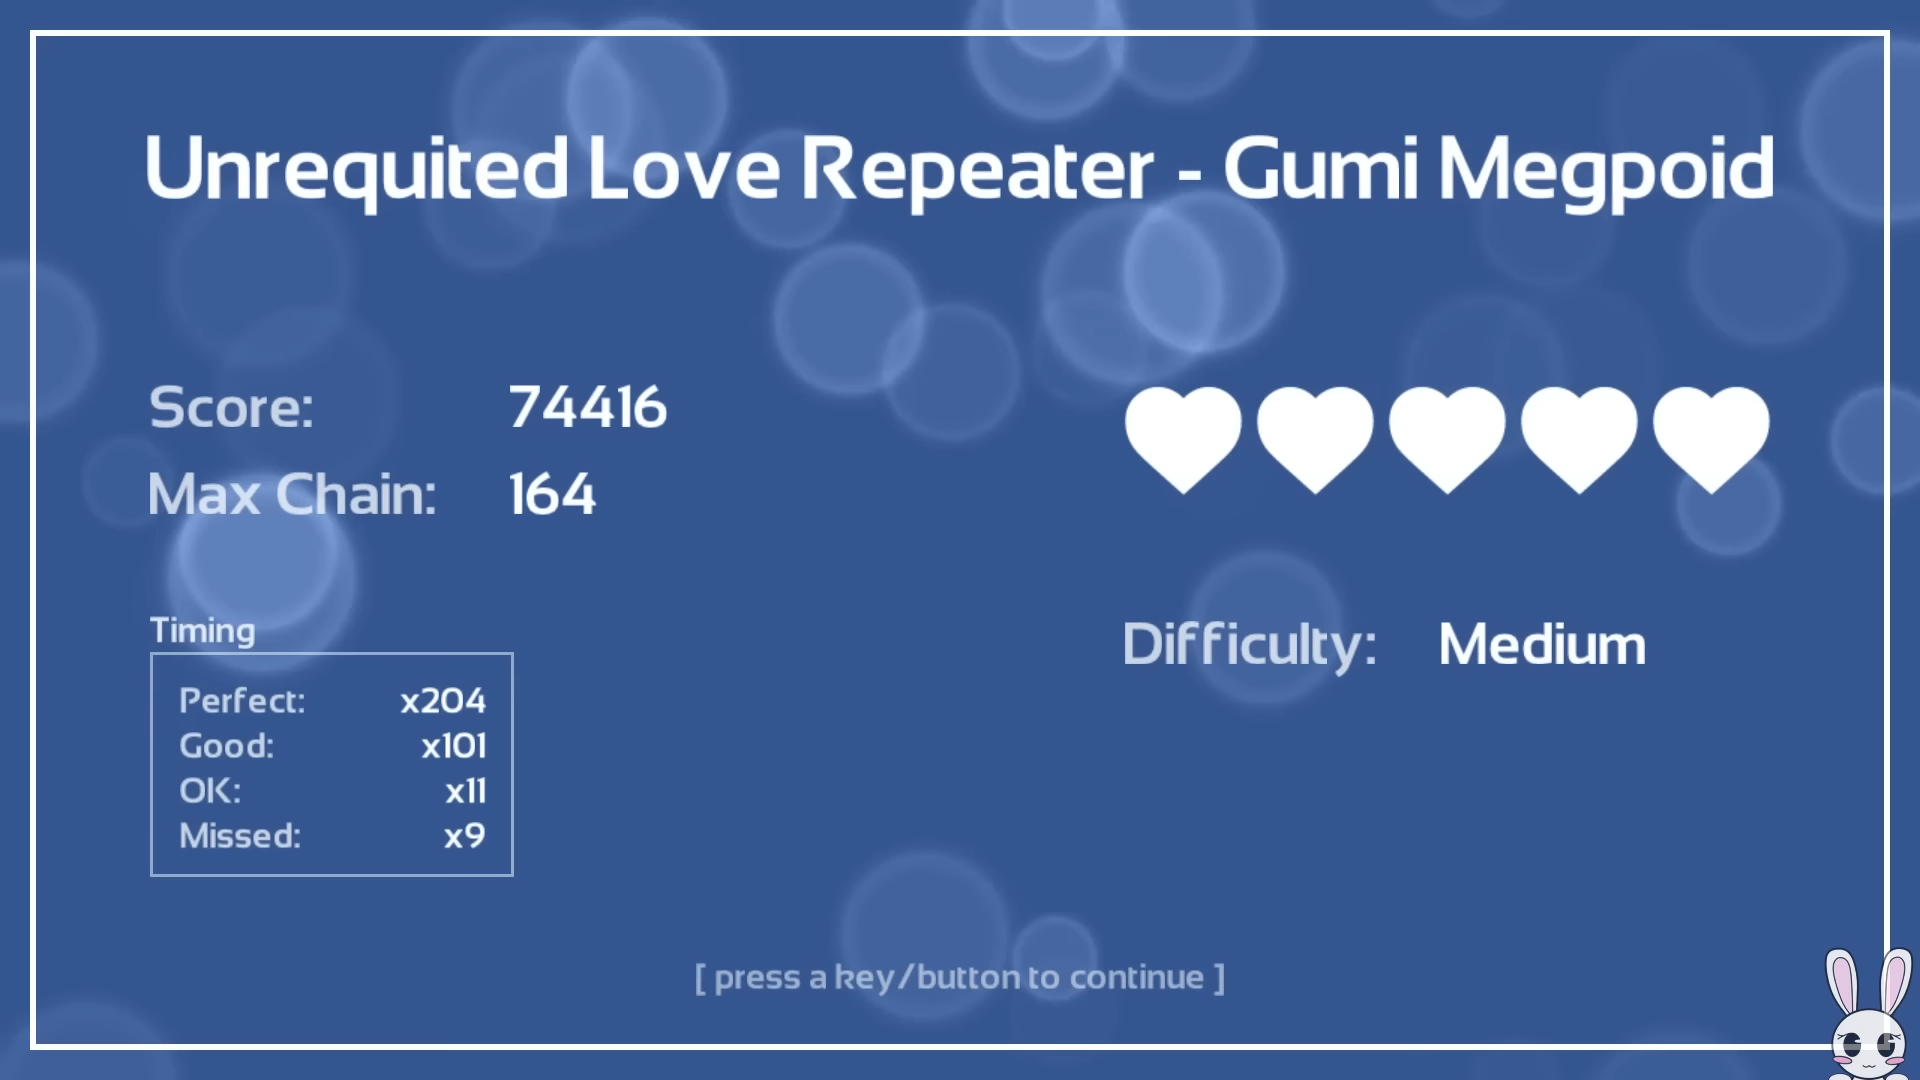 Unrequited Love Repeater - Gumi Megpoid
Score: 74416
Max Chain: 164
Timing
Perfect: x204
Good: x101
OK: x11
Missed: x9
Difficulty: Medium
[ press a key/button to continue ]